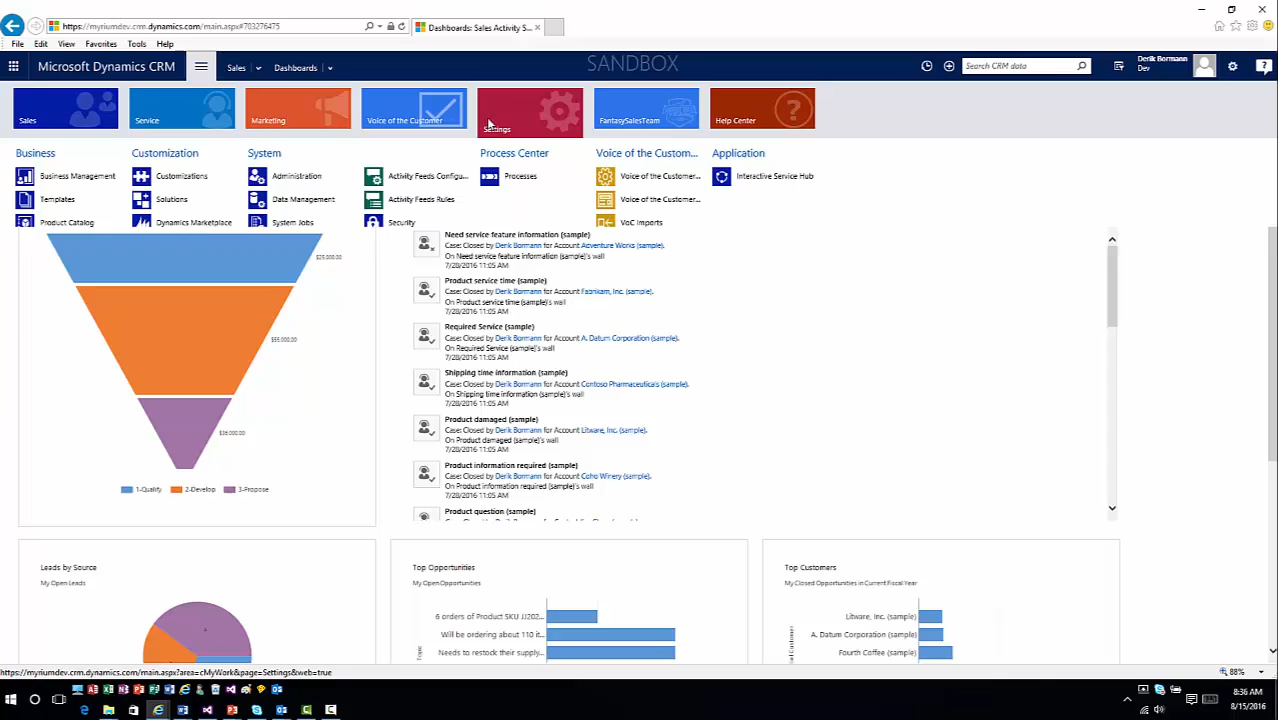 https://myriumdev.crm.dynamics.com/main.aspx#703276475
Dashboards: Sales Activity S...
File Edit View Favorites Tools Help
Microsoft Dynamics CRM
Sales
Dashboards
SANDBOX
Search CRM data
Derik Bormann
Dev
Sales
Service
Marketing
Voice of the Customer
Settings
FantasySalesTeam
Help Center
Business
Customization
System
Process Center
Voice of the Custom...
Application
Business Management
Customizations
Administration
Activity Feeds Configu...
Processes
Voice of the Customer...
Interactive Service Hub
Templates
Solutions
Data Management
Activity Feeds Rules
Voice of the Customer...
Product Catalog
Dynamics Marketplace
System Jobs
Security
VoC Imports
$25,000.00
$55,000.00
$36,000.00
1-Qualify 2-Develop 3-Propose
Need service feature information (sample)
Case: Closed by Derik Bormann for Account Adventure Works (sample).
On Need service feature information (sample)'s wall
7/28/2016 11:05 AM
Product service time (sample)
Case: Closed by Derik Bormann for Account Fabrikam, Inc. (sample).
On Product service time (sample)'s wall
7/28/2016 11:05 AM
Required Service (sample)
Case: Closed by Derik Bormann for Account A. Datum Corporation (sample).
On Required Service (sample)'s wall
7/28/2016 11:05 AM
Shipping time information (sample)
Case: Closed by Derik Bormann for Account Contoso Pharmaceuticals (sample).
On Shipping time information (sample)'s wall
7/28/2016 11:05 AM
Product damaged (sample)
Case: Closed by Derik Bormann for Account Litware, Inc. (sample).
On Product damaged (sample)'s wall
7/28/2016 11:05 AM
Product information required (sample)
Case: Closed by Derik Bormann for Account Coho Winery (sample).
On Product information required (sample)'s wall
7/28/2016 11:05 AM
Product question (sample)
Leads by Source
My Open Leads
Top Opportunities
My Open Opportunities
6 orders of Product SKU JJ202...
Will be ordering about 110 it...
Needs to restock their supply...
Topic
Top Customers
My Closed Opportunities in Current Fiscal Year
Litware, Inc. (sample)
A. Datum Corporation (sample)
Fourth Coffee (sample)
https://myriumdev.crm.dynamics.com/main.aspx?area=cMyWork&page=Settings&web=true
88%
8:36 AM
8/15/2016